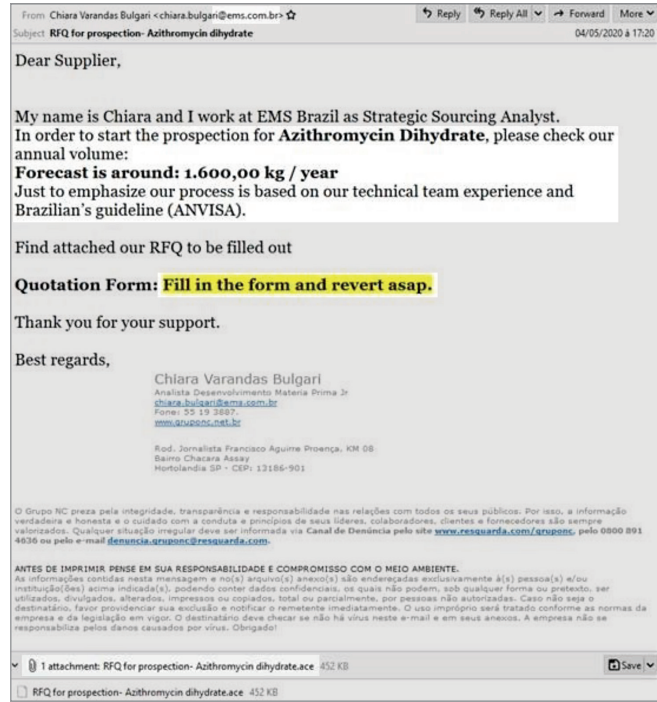 From Chiara Varandas Bulgari <chiara.bulgari@ems.com.br>
Reply Reply All Forward More
Subject RFQ for prospection- Azithromycin dihydrate
04/05/2020 à 17:20
Dear Supplier,
My name is Chiara and I work at EMS Brazil as Strategic Sourcing Analyst.
In order to start the prospection for Azithromycin Dihydrate, please check our
annual volume:
Forecast is around: 1.600,00 kg / year
Just to emphasize our process is based on our technical team experience and
Brazilian's guideline (ANVISA).
Find attached our RFQ to be filled out
Quotation Form: Fill in the form and revert asap.
Thank you for your support.
Best regards,
Chiara Varandas Bulgari
Analista Desenvolvimento Materia Prima Jr
chiara.bulgari@ems.com.br
Fone: 55 19 3887.
www.gruponc.net.br
Rod. Jornalista Francisco Aguirre Proença, KM 08
Bairro Chacara Assay
Hortolandia SP - CEP: 13186-901
O Grupo NC preza pela integridade, transparência e responsabilidade nas relações com todos os seus públicos. Por isso, a informação
verdadeira e honesta e o cuidado com a conduta e princípios de seus líderes, colaboradores, clientes e fornecedores são sempre
valorizados. Qualquer situação irregular deve ser informada via Canal de Denúncia pelo site www.resguarda.com/gruponc, pelo 0800 891
4636 ou pelo e-mail denuncia.gruponc@resguarda.com.
ANTES DE IMPRIMIR PENSE EM SUA RESPONSABILIDADE E COMPROMISSO COM O MEIO AMBIENTE.
As informações contidas nesta mensagem e no(s) arquivo(s) anexo(s) são endereçadas exclusivamente à(s) pessoa(s) e/ou
instituição(ões) acima indicada(s), podendo conter dados confidenciais, os quais não podem, sob qualquer forma ou pretexto, ser
utilizados, divulgados, alterados, impressos ou copiados, total ou parcialmente, por pessoas não autorizadas. Caso não seja o
destinatário, favor providenciar sua exclusão e notificar o remetente imediatamente. O uso impróprio será tratado conforme as normas da
empresa e da legislação em vigor. O destinatário deve checar se não há vírus neste e-mail e em seus anexos. A empresa não se
responsabiliza pelos danos causados por vírus. Obrigado!
1 attachment: RFQ for prospection- Azithromycin dihydrate.ace 452 KB
Save
RFQ for prospection- Azithromycin dihydrate.ace 452 KB